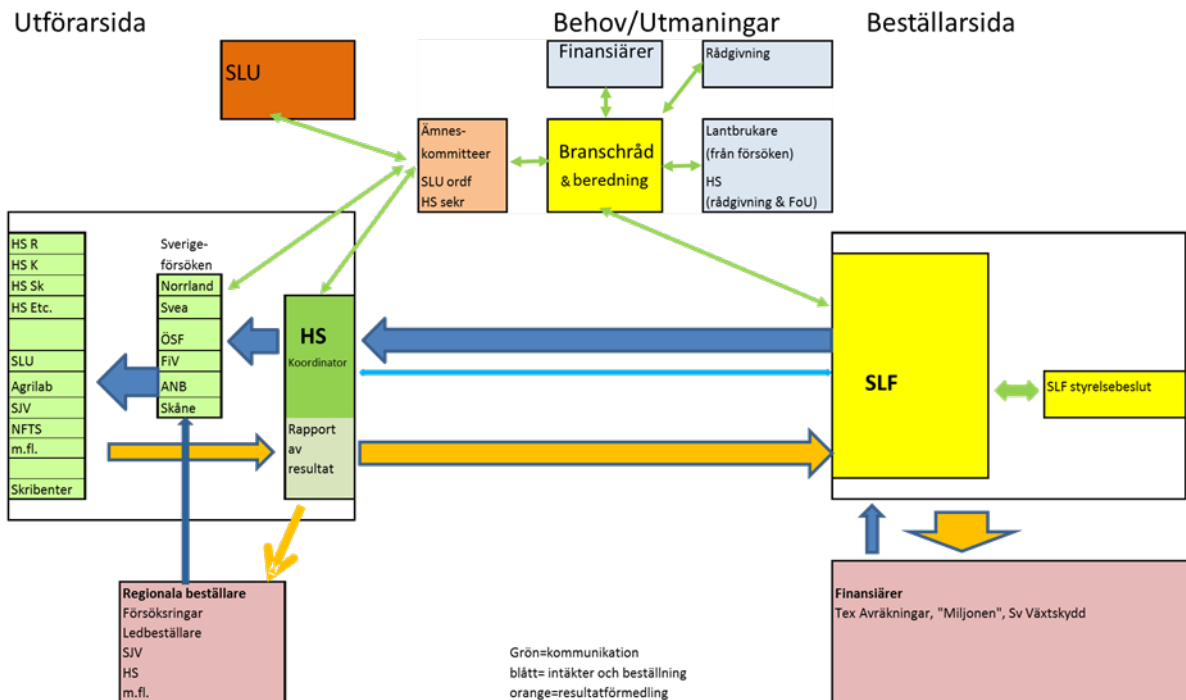 Utförarsida
Behov/Utmaningar
Beställarsida
SLU
Finansiärer
Rådgivning
Ämnes-
kommitteer
SLU ordf
HS sekr
Branschråd
& beredning
Lantbrukare
(från försöken)
HS
(rådgivning & FoU)
HS R
HS K
HS Sk
HS Etc.
SLU
Agrilab
SJV
NFTS
m.fl.
Skribenter
Sverige-
försöken
Norrland
Svea
ÖSF
FiV
ANB
Skåne
HS
Koordinator
Rapport
av
resultat
SLF
SLF styrelsebeslut
Regionala beställare
Försöksringar
Ledbeställare
SJV
HS
m.fl.
Grön=kommunikation
blått= intäkter och beställning
orange=resultatförmedling
Finansiärer
Tex Avräkningar, "Miljonen", Sv Växtskydd